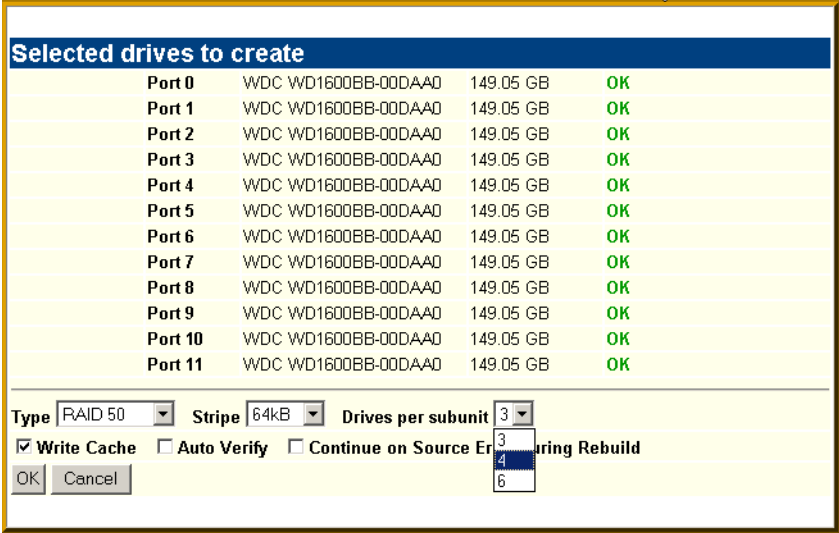 Selected drives to create
Port 0 WDC WD1600BB-00DAA0 149.05 GB OK
Port 1 WDC WD1600BB-00DAA0 149.05 GB OK
Port 2 WDC WD1600BB-00DAA0 149.05 GB OK
Port 3 WDC WD1600BB-00DAA0 149.05 GB OK
Port 4 WDC WD1600BB-00DAA0 149.05 GB OK
Port 5 WDC WD1600BB-00DAA0 149.05 GB OK
Port 6 WDC WD1600BB-00DAA0 149.05 GB OK
Port 7 WDC WD1600BB-00DAA0 149.05 GB OK
Port 8 WDC WD1600BB-00DAA0 149.05 GB OK
Port 9 WDC WD1600BB-00DAA0 149.05 GB OK
Port 10 WDC WD1600BB-00DAA0 149.05 GB OK
Port 11 WDC WD1600BB-00DAA0 149.05 GB OK
Type RAID 50 Stripe 64kB Drives per subunit 3
Write Cache Auto Verify Continue on Source Er 3 uring Rebuild
4
OK Cancel 6